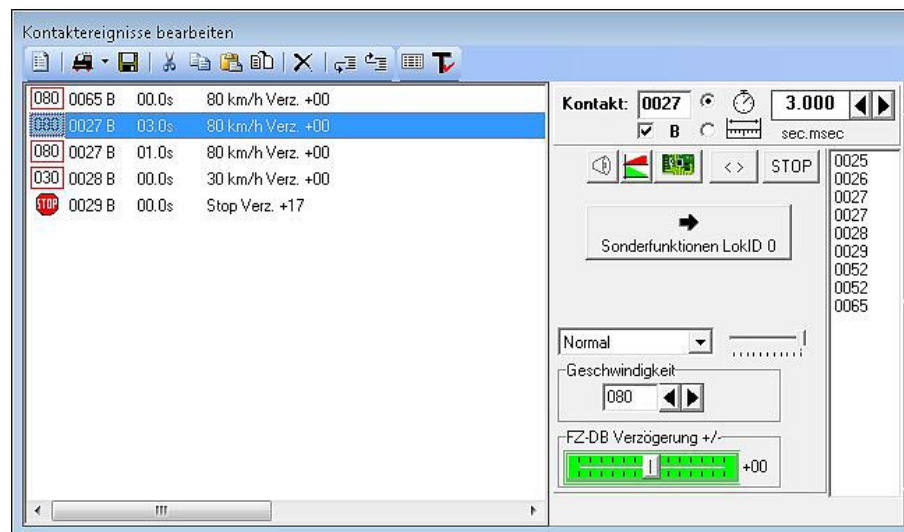 Kontaktereignisse bearbeiten
080 0065 B 00.0s 80 km/h Verz. +00
080 0027 B 03.0s 80 km/h Verz. +00
080 0027 B 01.0s 80 km/h Verz. +00
030 0028 B 00.0s 30 km/h Verz. +00
STOP 0029 B 00.0s Stop Verz. +17
Kontakt: 0027 3.000
B sec.msec
< > STOP
Sonderfunktionen LokID 0
0025
0026
0027
0027
0028
0029
0052
0052
0065
Normal
Geschwindigkeit
080
FZ-DB Verzögerung +/-
+00